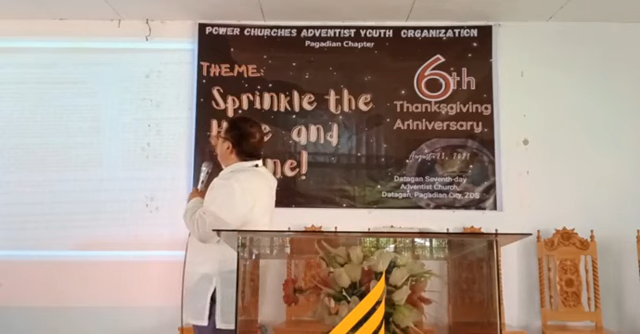 POWER CHURCHES ADVENTIST YOUTH ORGANIZATION
Pagadian Chapter
THEME:
Sprinkle the
and
6th
Thanksgiving
Anniversary
Datagan Seventh-day
Adventist Church,
Datagan, Pagadian City, ZDS